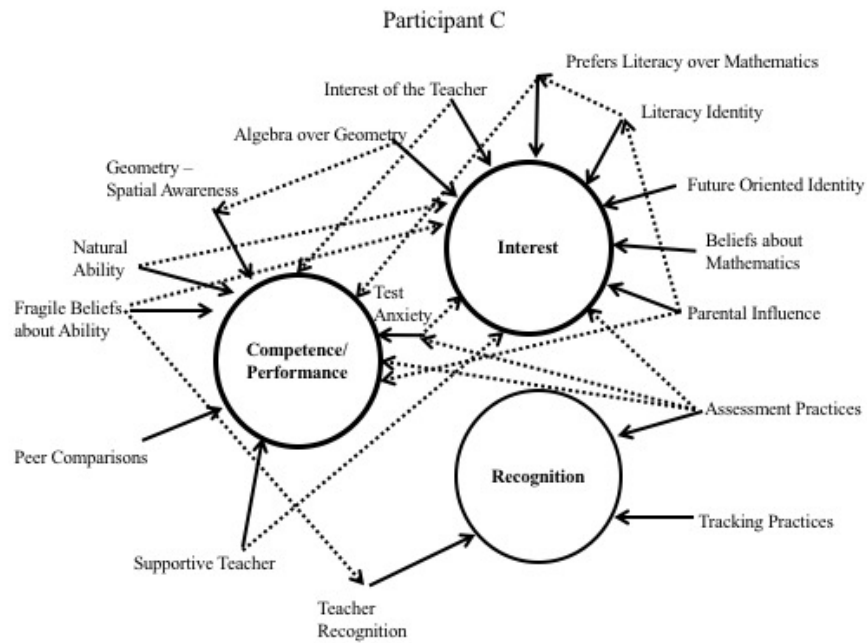 Participant C
Prefers Literacy over Mathematics
Interest of the Teacher
Literacy Identity
Algebra over Geometry
Geometry –
Spatial Awareness
Future Oriented Identity
Natural
Ability
Interest
Beliefs about
Mathematics
Fragile Beliefs
about Ability
Test
Anxiety
Parental Influence
Competence/
Performance
Assessment Practices
Peer Comparisons
Recognition
Tracking Practices
Supportive Teacher
Teacher
Recognition